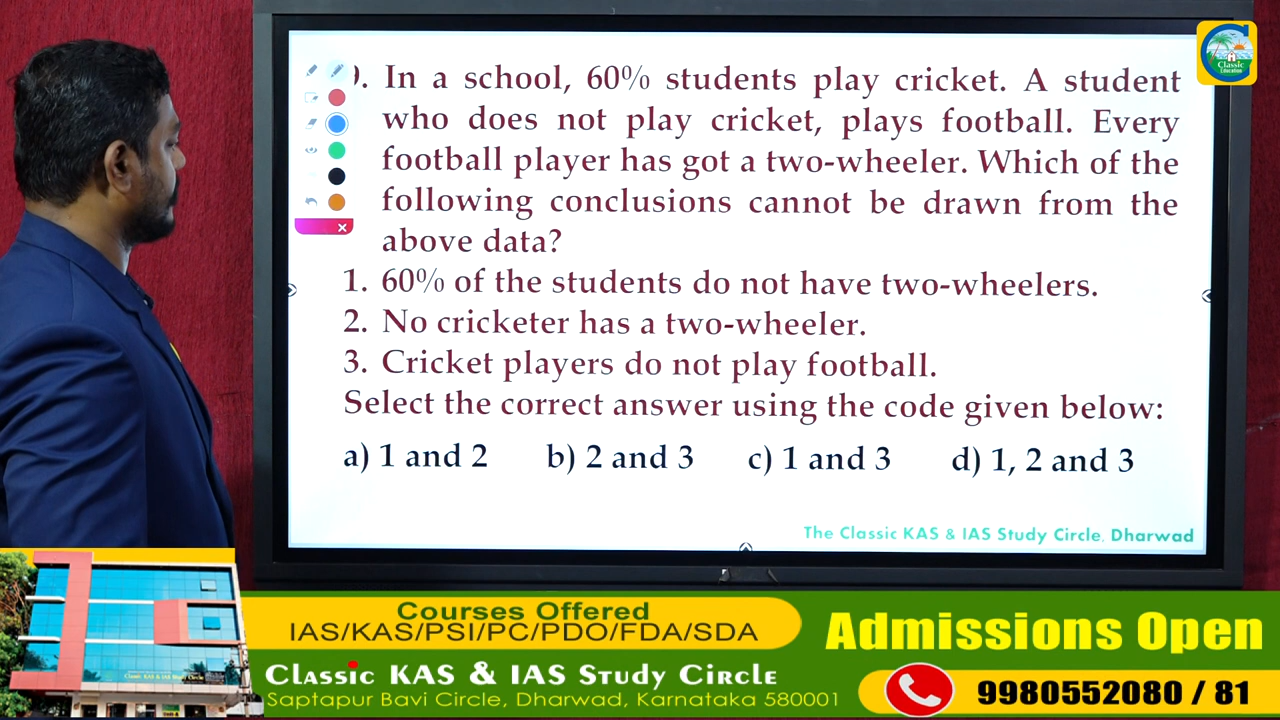 9. In a school, 60% students play cricket. A student
who does not play cricket, plays football. Every
football player has got a two-wheeler. Which of the
following conclusions cannot be drawn from the
above data?
1. 60% of the students do not have two-wheelers.
2. No cricketer has a two-wheeler.
3. Cricket players do not play football.
Select the correct answer using the code given below:
a) 1 and 2 b) 2 and 3 c) 1 and 3 d) 1, 2 and 3
The Classic KAS & IAS Study Circle, Dharwad
Classic
Education
Courses Offered
IAS/KAS/PSI/PC/PDO/FDA/SDA
Classic KAS & IAS Study Circle
Saptapur Bavi Circle, Dharwad, Karnataka 580001
Admissions Open
9980552080 / 81